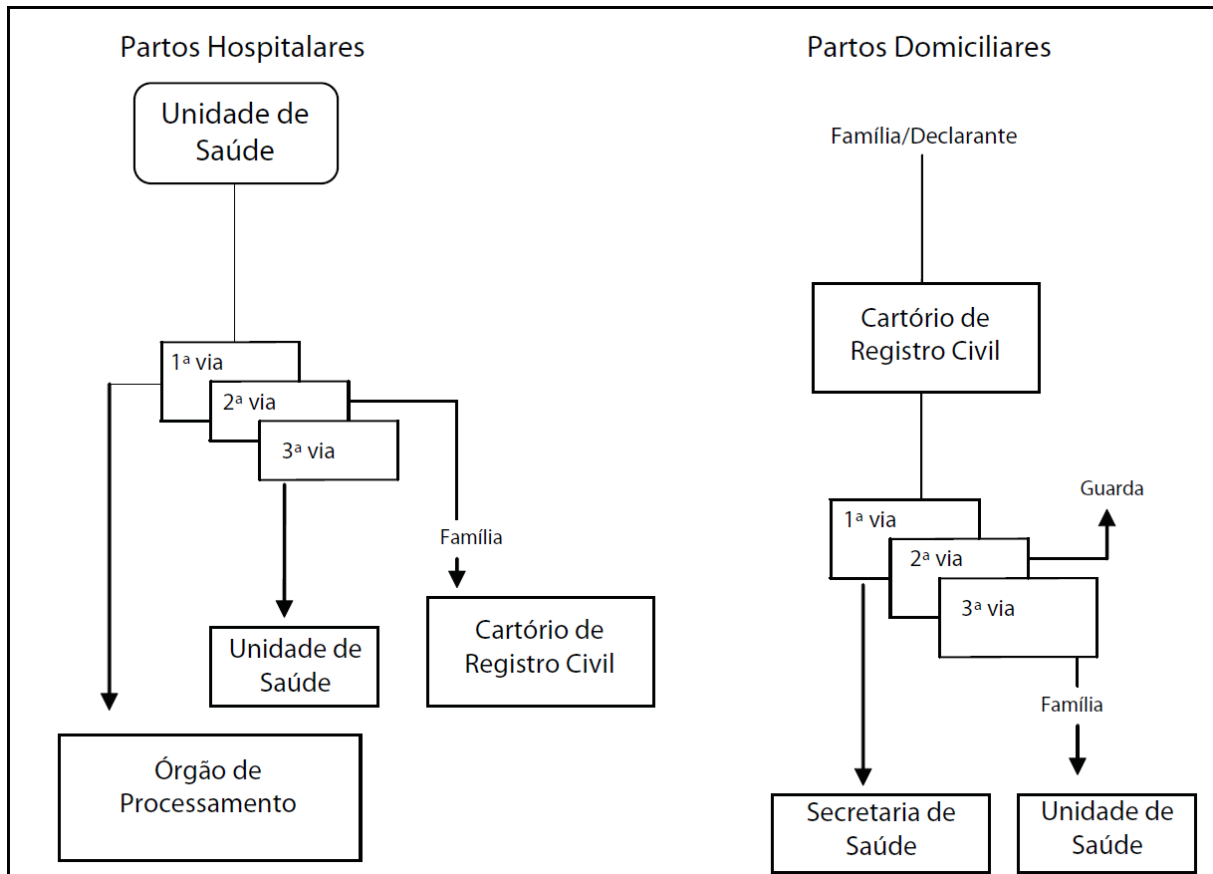 Partos Hospitalares
Unidade de
Saúde
1ª via
2ª via
3ª via
Família
Unidade de
Saúde
Cartório de
Registro Civil
Órgão de
Processamento
Partos Domiciliares
Família/Declarante
Cartório de
Registro Civil
1ª via
2ª via
3ª via
Guarda
Família
Secretaria de
Saúde
Unidade de
Saúde